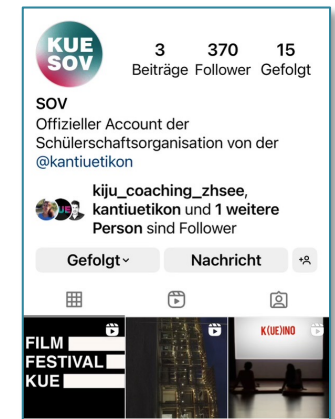 KUE
SOV
3 370 15
Beiträge Follower Gefolgt
SOV
Offizieller Account der
Schülerschaftsorganisation von der
@kantiuetikon
kiju_coaching_zhsee,
kantiuetikon und 1 weitere
Person sind Follower
Gefolgt Nachricht
FILM
FESTIVAL
KUE
K(UE)INO